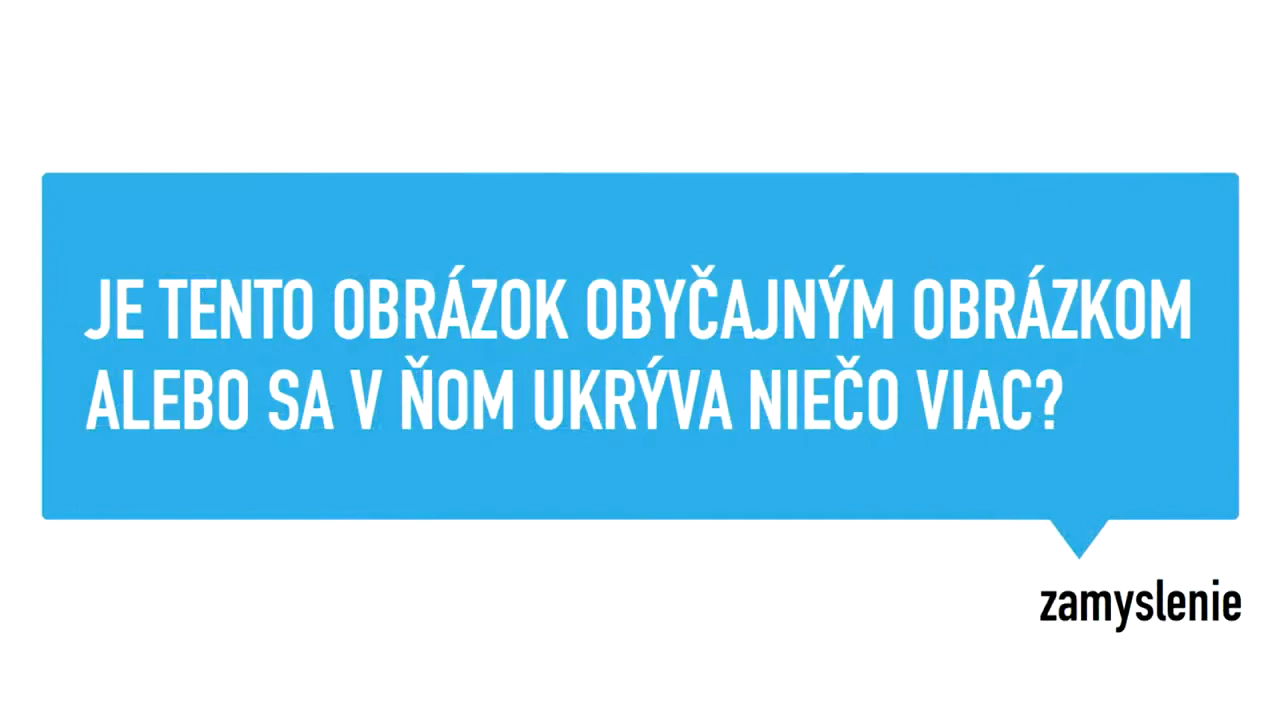 JE TENTO OBRÁZOK OBYČAJNÝM OBRÁZKOM
ALEBO SA V ŇOM UKRÝVA NIEČO VIAC?
zamyslenie